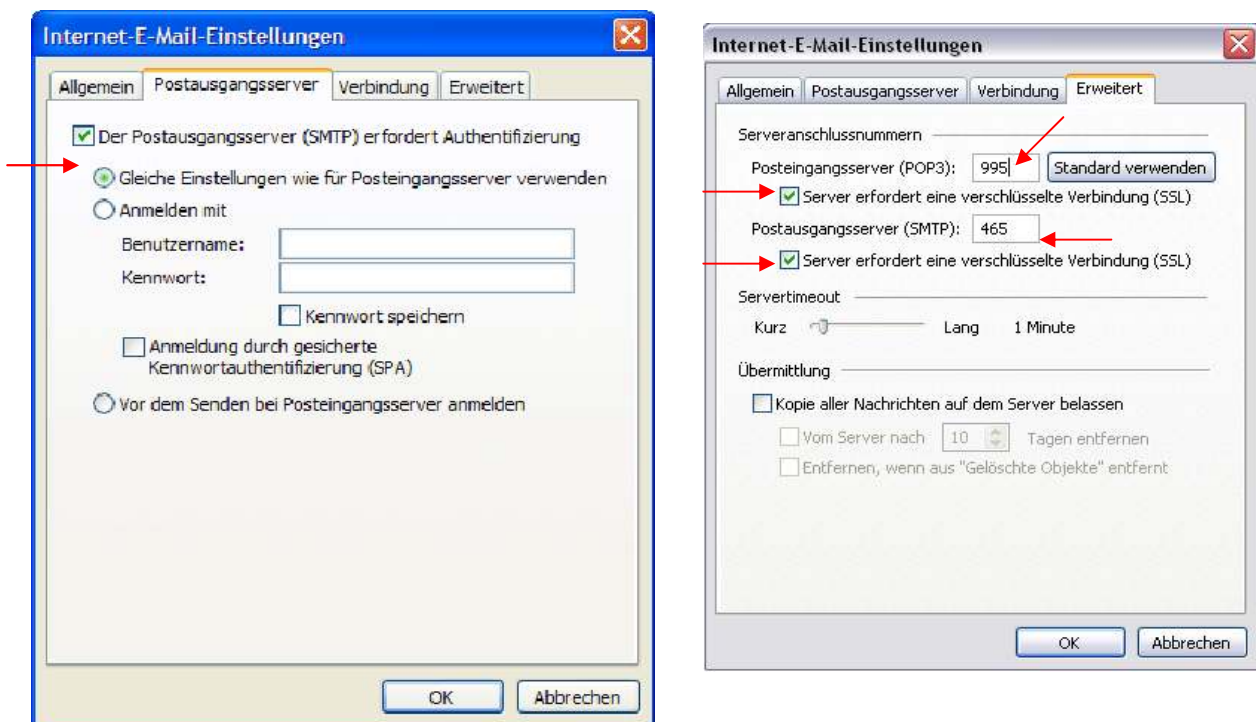 Internet-E-Mail-Einstellungen
Allgemein Postausgangsserver Verbindung Erweitert
Der Postausgangsserver (SMTP) erfordert Authentifizierung
Gleiche Einstellungen wie für Posteingangsserver verwenden
Anmelden mit
Benutzername:
Kennwort:
Kennwort speichern
Anmeldung durch gesicherte
Kennwortauthentifizierung (SPA)
Vor dem Senden bei Posteingangsserver anmelden
OK Abbrechen
Internet-E-Mail-Einstellungen
Allgemein Postausgangsserver Verbindung Erweitert
Serveranschlussnummern
Posteingangsserver (POP3): 995 Standard verwenden
Server erfordert eine verschlüsselte Verbindung (SSL)
Postausgangsserver (SMTP): 465
Server erfordert eine verschlüsselte Verbindung (SSL)
Servertimeout
Kurz Lang 1 Minute
Übermittlung
Kopie aller Nachrichten auf dem Server belassen
Vom Server nach 10 Tagen entfernen
Entfernen, wenn aus "Gelöschte Objekte" entfernt
OK Abbrechen